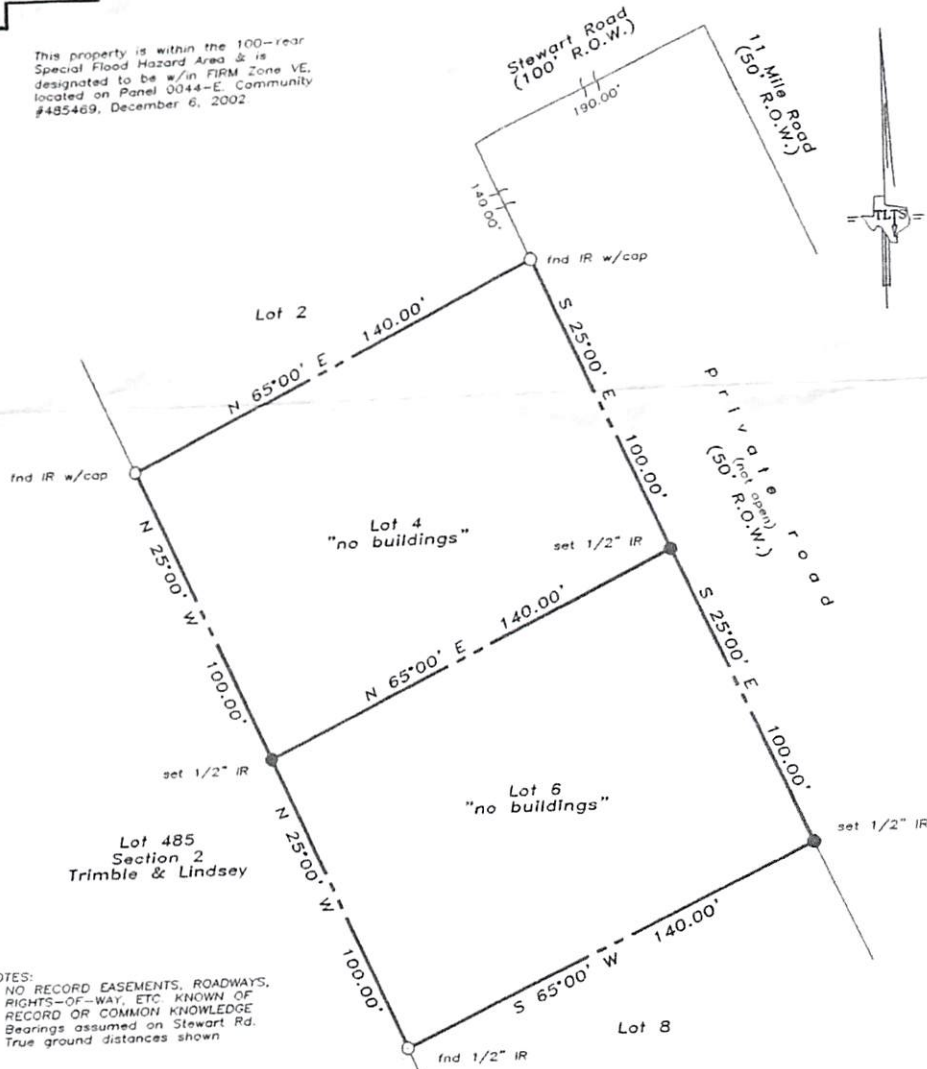 This property is within the 100-rear
Special Flood Hazard Area & is
designated to be w/in FIRM Zone VE,
located on Panel 0044-E, Community
#485469, December 6, 2002
Stewart Road
(100' R.O.W.)
190.00'
11 Mile Road
(50' R.O.W.)
140.00'
TLTS
fnd IR w/cap
Lot 2
N 65°00' E 140.00'
S 25°00' E 100.00'
private road
(not open)
(50' R.O.W.)
fnd IR w/cap
N 25°00' W 100.00'
Lot 4
"no buildings"
set 1/2" IR
N 65°00' E 140.00'
S 25°00' E 100.00'
set 1/2" IR
Lot 6
"no buildings"
set 1/2" IR
N 25°00' W 100.00'
Lot 485
Section 2
Trimble & Lindsey
S 65°00' W 140.00'
OTES:
NO RECORD EASEMENTS, ROADWAYS,
RIGHTS-OF-WAY, ETC. KNOWN OF
RECORD OR COMMON KNOWLEDGE
Bearings assumed on Stewart Rd.
True ground distances shown
Lot 8
fnd 1/2" IR